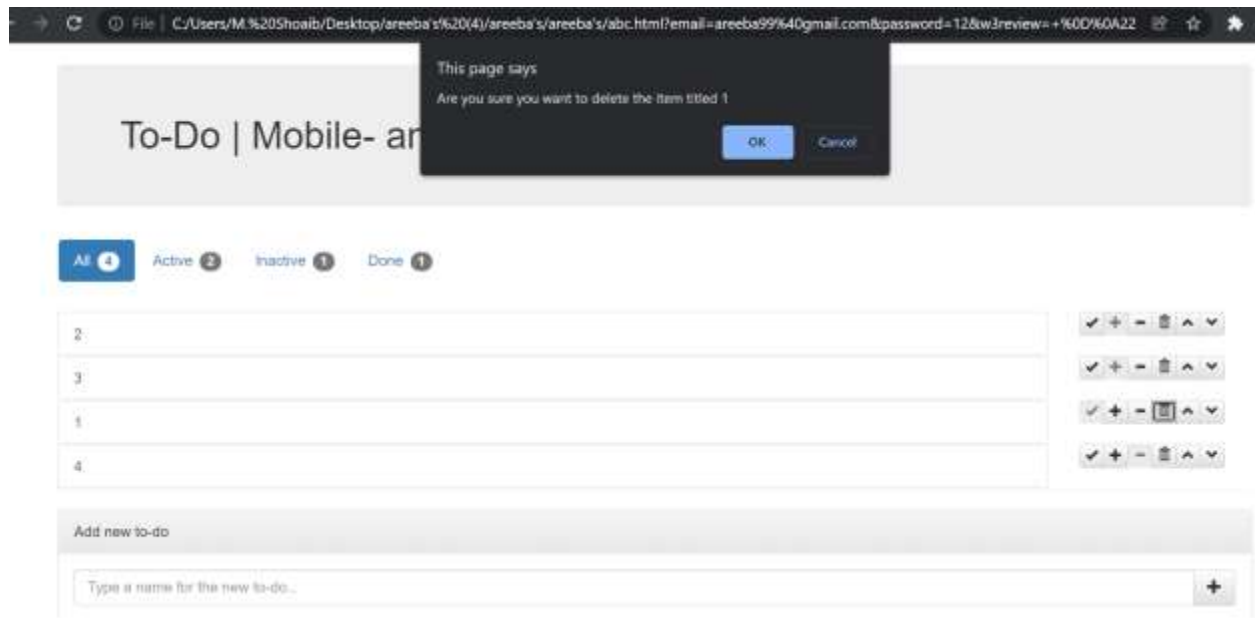 File | C:/Users/M.%20Shoaib/Desktop/areeba's%20(4)/areeba's/areeba's/abc.html?email=areeba99%40gmail.com&password=12&w3review=+%0D%0A22
This page says
Are you sure you want to delete the item titled 1
OK Cancel
To-Do | Mobile- ar
All 4 Active 2 Inactive 1 Done 1
2
3
1
4
Add new to-do
Type a name for the new to-do...